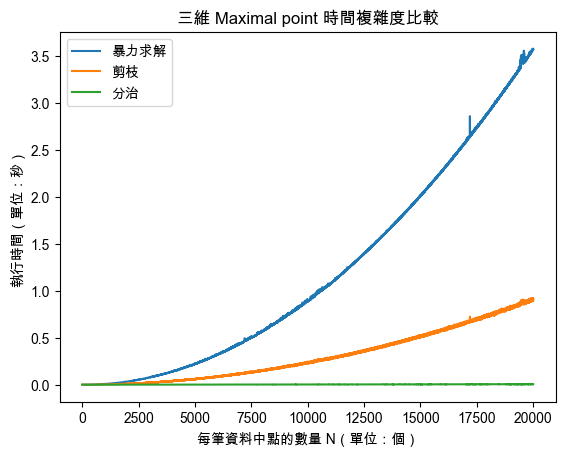 三維 Maximal point 時間複雜度比較
暴力求解
剪枝
分治
3.5
3.0
2.5
2.0
1.5
1.0
0.5
0.0
執行時間（單位：秒）
0 2500 5000 7500 10000 12500 15000 17500 20000
每筆資料中點的數量 N（單位：個）